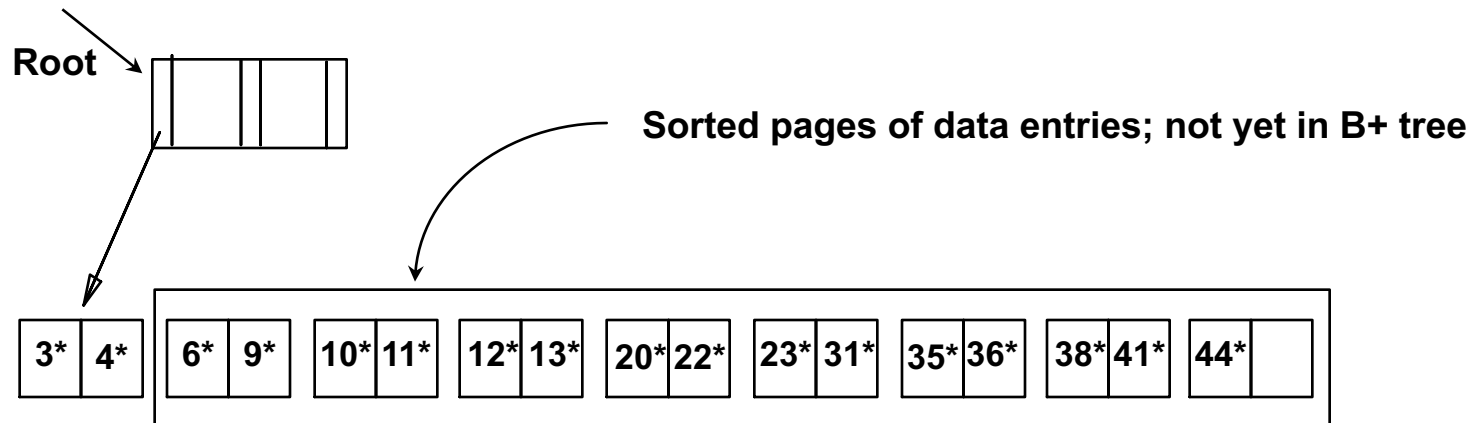 Root
Sorted pages of data entries; not yet in B+ tree
3* 4* 6* 9* 10* 11* 12* 13* 20* 22* 23* 31* 35* 36* 38* 41* 44*